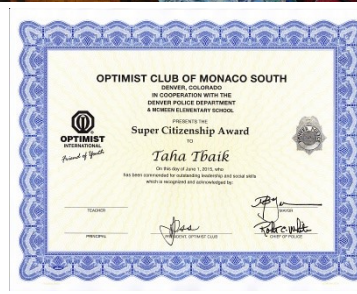 OPTIMIST CLUB OF MONACO SOUTH
DENVER, COLORADO
IN COOPERATION WITH THE
DENVER POLICE DEPARTMENT
& MCMEEN ELEMENTARY SCHOOL
PRESENTS THE
Super Citizenship Award
TO
Taha Tbaik
On this day of June 1, 2015, who
has been commended for outstanding leadership and social skills
which is recognized and acknowledged by:
OPTIMIST
INTERNATIONAL
Friend of Youth
TEACHER
MAYOR
PRINCIPAL
PRESIDENT, OPTIMIST CLUB
CHIEF OF POLICE